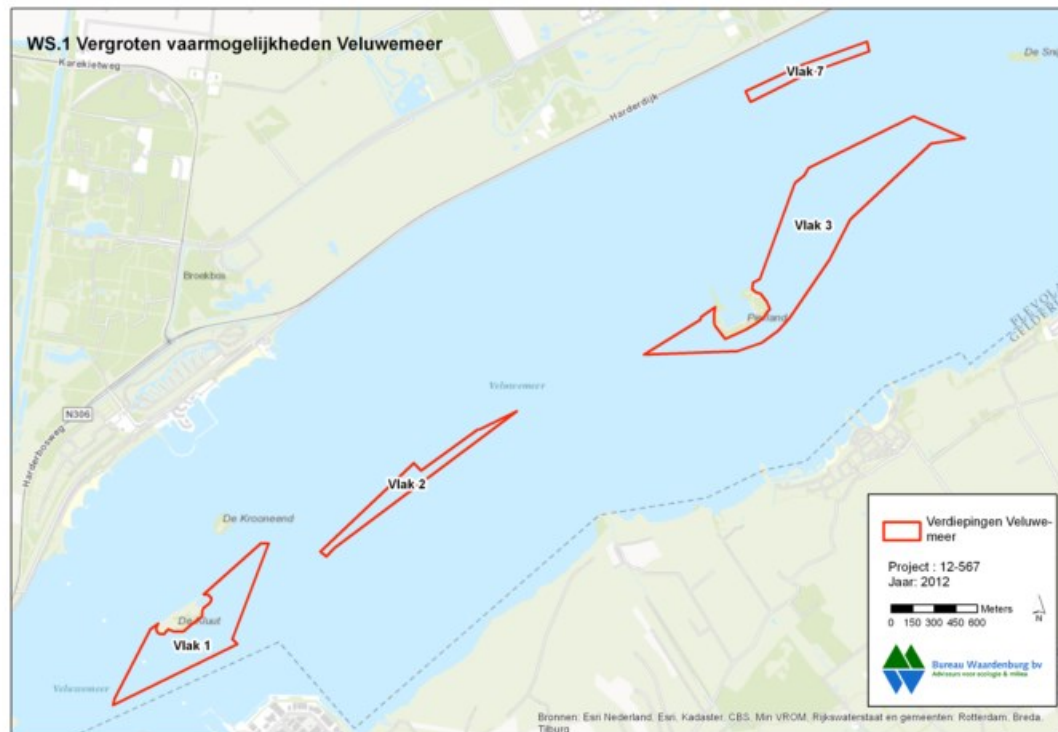 WS.1 Vergroten vaarmogelijkheden Veluwemeer
Karekietweg
De Sn
Vlak 7
Harderdijk
Vlak 3
Broekbos
Veluwemeer
N306
Harderbosweg
Vlak 2
De Krooneend
De Kluut
Vlak 1
Veluwemeer
Verdiepingen Veluwe-
meer
Project : 12-567
Jaar: 2012
Meters
0 150 300 450 600
N
Bureau Waardenburg bv
Adviseurs voor ecologie & milieu
Bronnen: Esri Nederland, Esri, Kadaster, CBS, Min VROM, Rijkswaterstaat en gemeenten: Rotterdam, Breda,
Tilburg